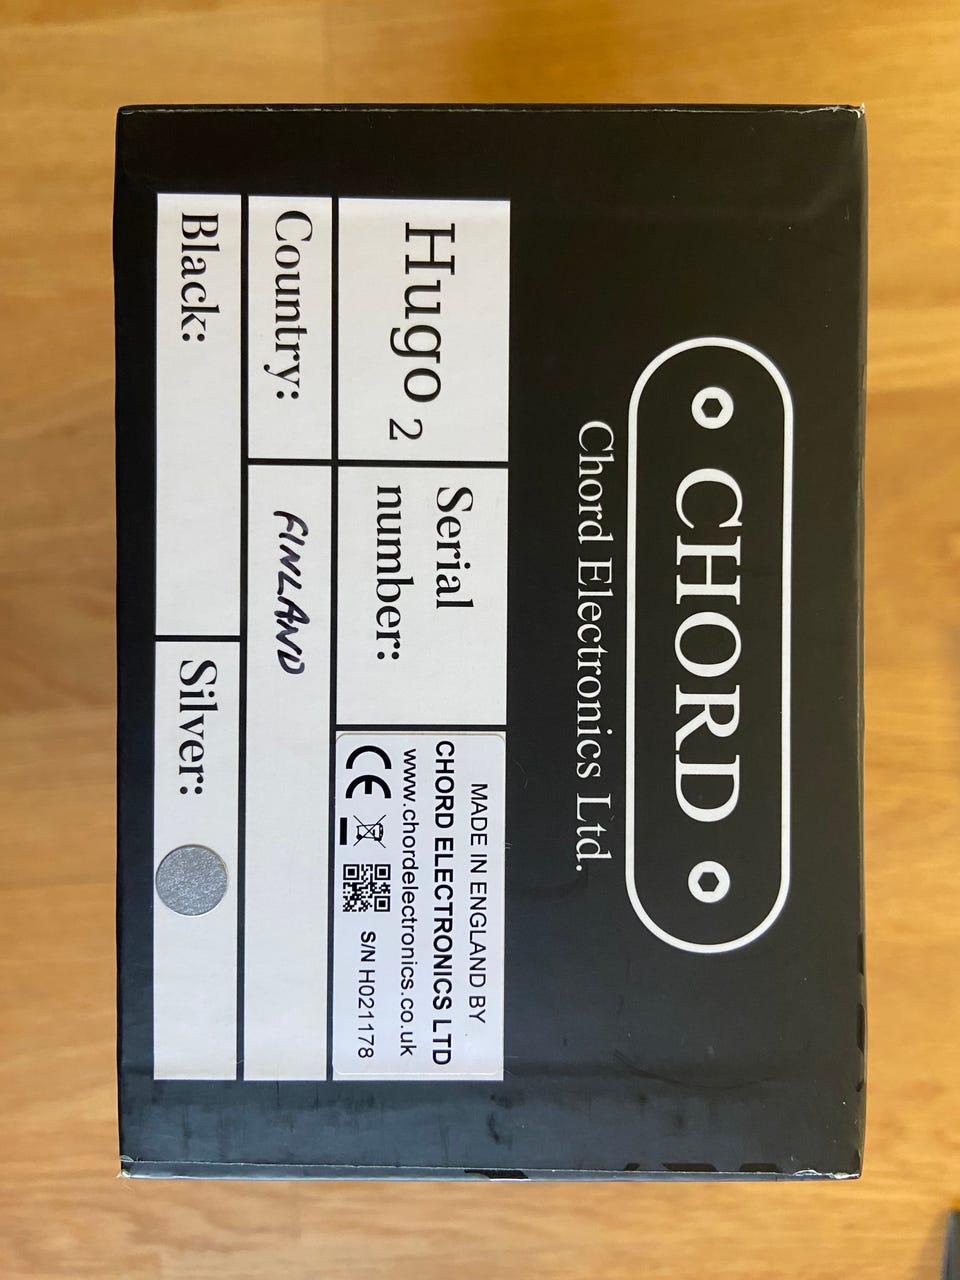 CHORD
Chord Electronics Ltd.
Hugo 2
Serial
number:
MADE IN ENGLAND BY
CHORD ELECTRONICS LTD
www.chordelectronics.co.uk
CE
S/N H021178
Country:
FINLAND
Black:
Silver: